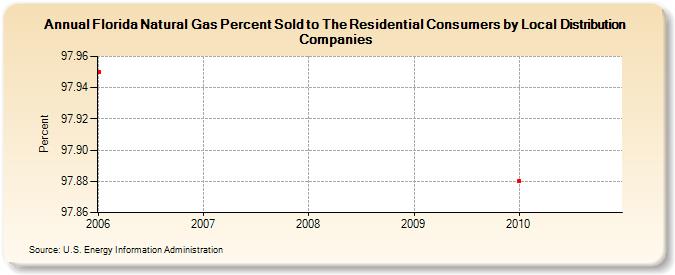 Annual Florida Natural Gas Percent Sold to The Residential Consumers by Local Distribution
Companies
Percent
97.96
97.94
97.92
97.90
97.88
97.86
2006 2007 2008 2009 2010
Source: U.S. Energy Information Administration